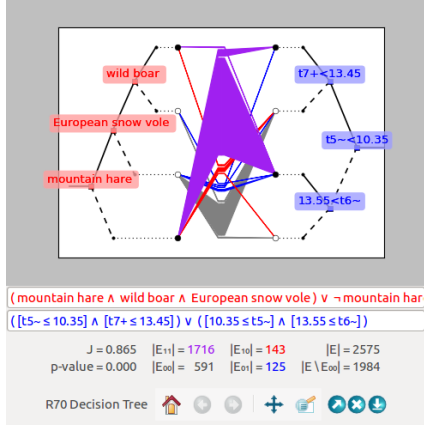 wild boar
t7+<13.45
European snow vole
t5~<10.35
mountain hare
13.55<t6~
( mountain hare ∧ wild boar ∧ European snow vole ) ∨ ¬ mountain har
( [t5~ ≤ 10.35] ∧ [t7+ ≤ 13.45] ) ∨ ( [10.35 ≤ t5~] ∧ [13.55 ≤ t6~] )
J = 0.865 |E₁₁| = 1716 |E₁₀| = 143 |E| = 2575
p-value = 0.000 |E₀₀| = 591 |E₀₁| = 125 |E \ E₀₀| = 1984
R70 Decision Tree